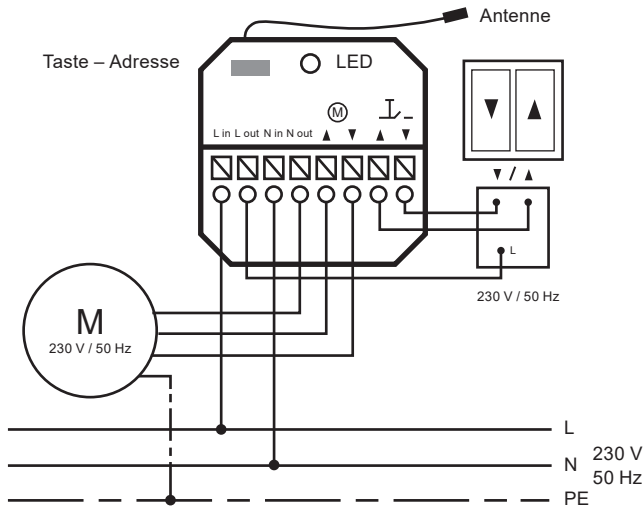 Antenne
Taste – Adresse
LED
M
L in L out N in N out ▲ ▼ ▲ ▼
▼ ▲
▼ / ▲
L
230 V / 50 Hz
M
230 V / 50 Hz
L
N
230 V
50 Hz
PE